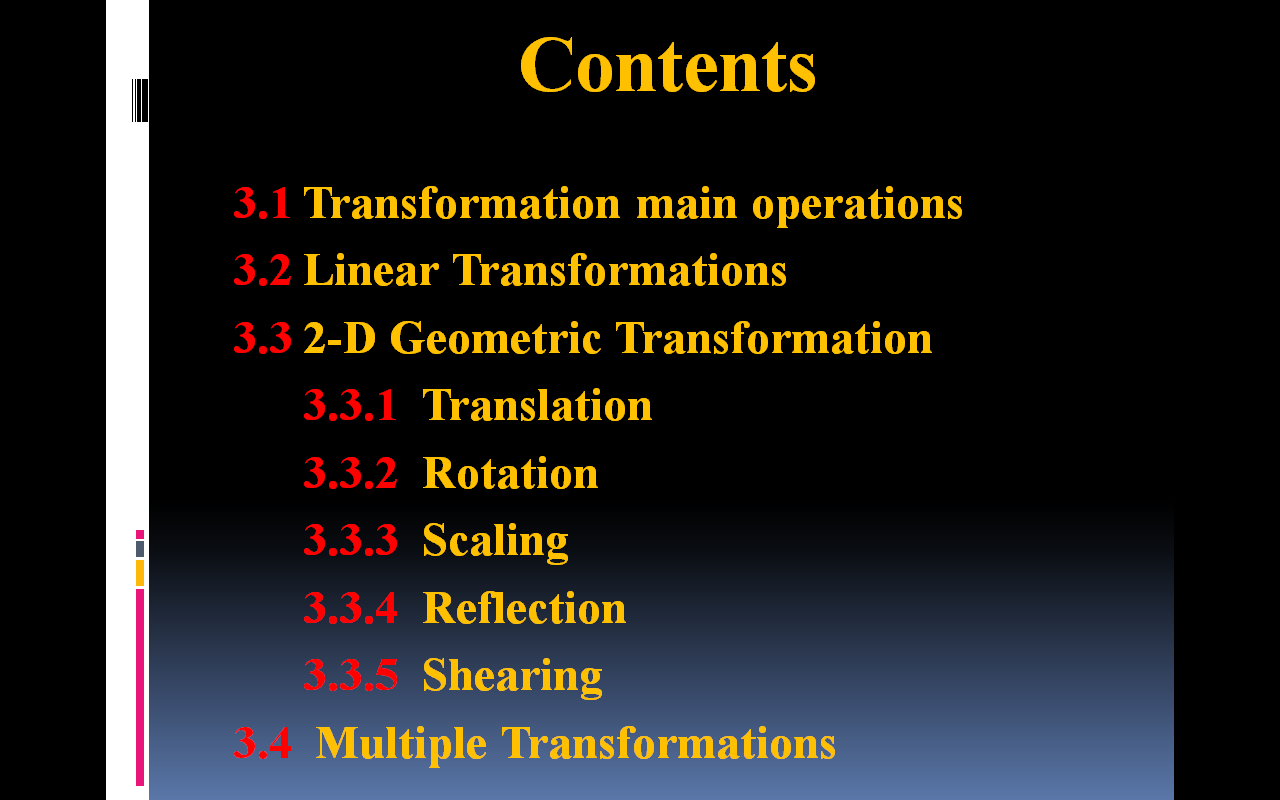 Contents
3.1 Transformation main operations
3.2 Linear Transformations
3.3 2-D Geometric Transformation
3.3.1 Translation
3.3.2 Rotation
3.3.3 Scaling
3.3.4 Reflection
3.3.5 Shearing
3.4 Multiple Transformations